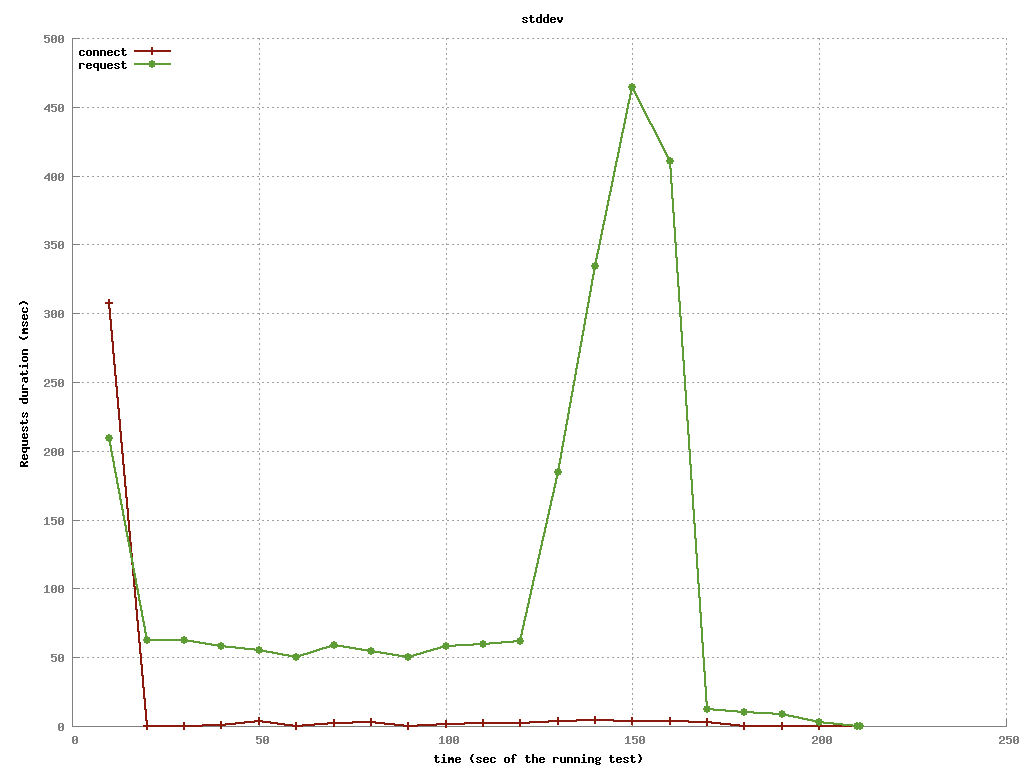 stddev
500
connect
request
450
400
350
300
250
200
150
100
50
0
Requests duration (msec)
0 50 100 150 200 250
time (sec of the running test)